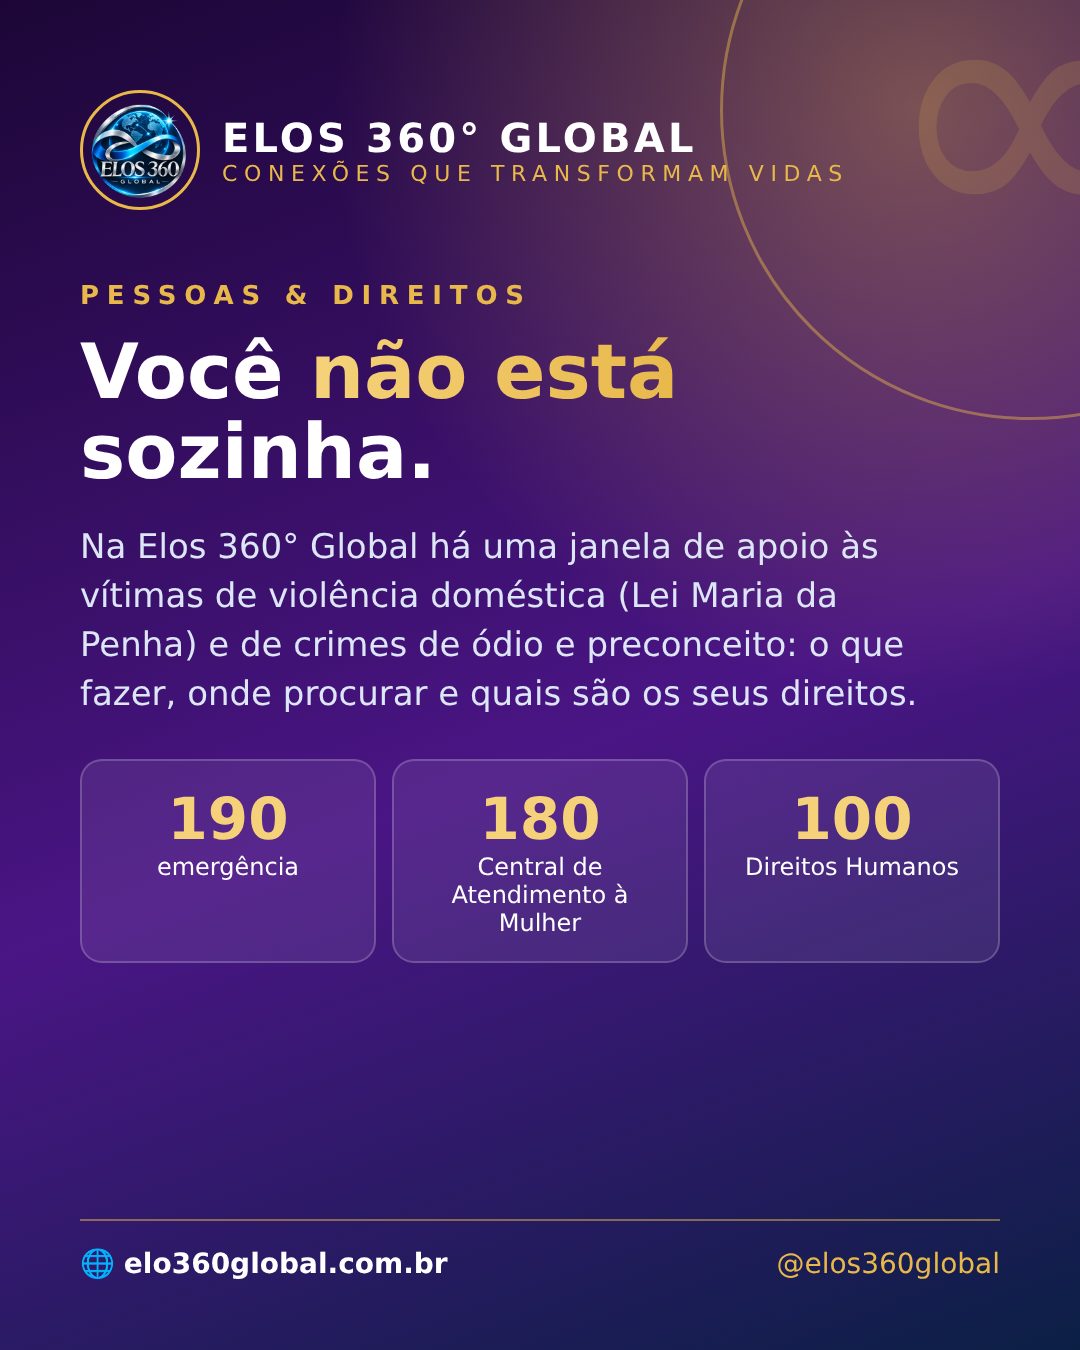 ELOS 360
GLOBAL
ELOS 360° GLOBAL
CONEXÕES QUE TRANSFORMAM VIDAS
PESSOAS & DIREITOS
Você não está
sozinha.
Na Elos 360° Global há uma janela de apoio às
vítimas de violência doméstica (Lei Maria da
Penha) e de crimes de ódio e preconceito: o que
fazer, onde procurar e quais são os seus direitos.
190
emergência
180
Central de
Atendimento à
Mulher
100
Direitos Humanos
elo360global.com.br
@elos360global